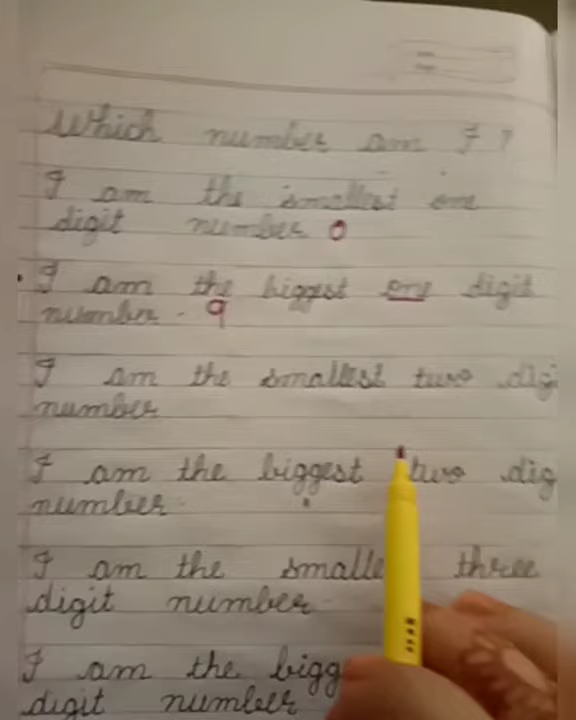 Which number am I?
I am the smallest one
digit number 0
I am the biggest one digit
number. 9
I am the smallest two digi
number
I am the biggest two dig
number.
I am the smalle three
digit number
I am the bigg
digit number